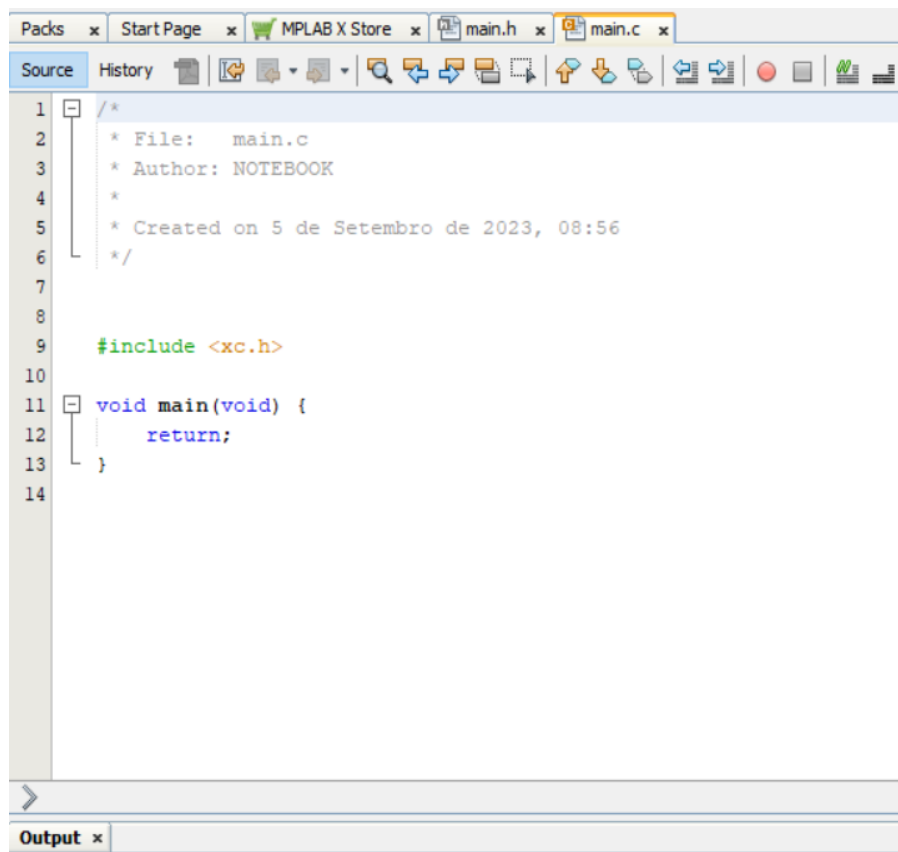 Packs x Start Page x MPLAB X Store x main.h x main.c x
Source History
1 /*
2 * File:   main.c
3 * Author: NOTEBOOK
4 *
5 * Created on 5 de Setembro de 2023, 08:56
6 */
7
8
9 #include <xc.h>
10
11 void main(void) {
12     return;
13 }
14
Output x